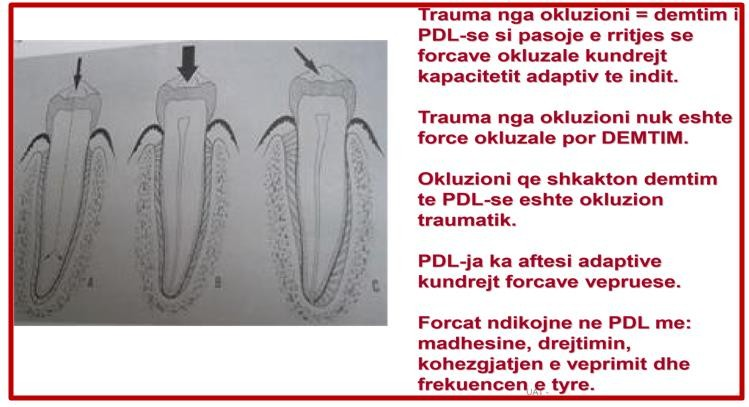 Trauma nga okluzioni = demtim i
PDL-se si pasoje e rritjes se
forcave okluzale kundrejt
kapacitetit adaptiv te indit.
Trauma nga okluzioni nuk eshte
force okluzale por DEMTIM.
Okluzioni qe shkakton demtim
te PDL-se eshte okluzion
traumatik.
PDL-ja ka aftesi adaptive
kundrejt forcave vepruese.
Forcat ndikojne ne PDL me:
madhesine, drejtimin,
kohezgjatjen e veprimit dhe
frekuencen e tyre.
A
B
C